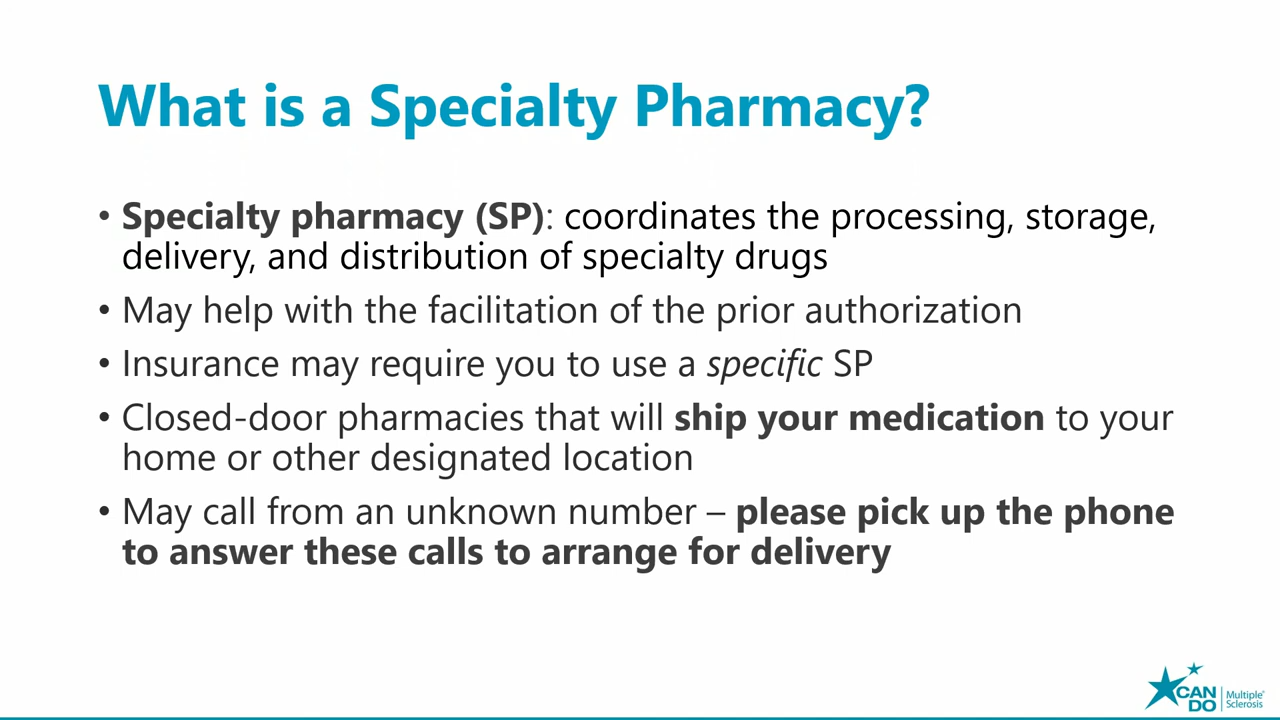 What is a Specialty Pharmacy?
• Specialty pharmacy (SP): coordinates the processing, storage,
delivery, and distribution of specialty drugs
• May help with the facilitation of the prior authorization
• Insurance may require you to use a specific SP
• Closed-door pharmacies that will ship your medication to your
home or other designated location
• May call from an unknown number – please pick up the phone
to answer these calls to arrange for delivery
CAN
DO
Multiple®
Sclerosis